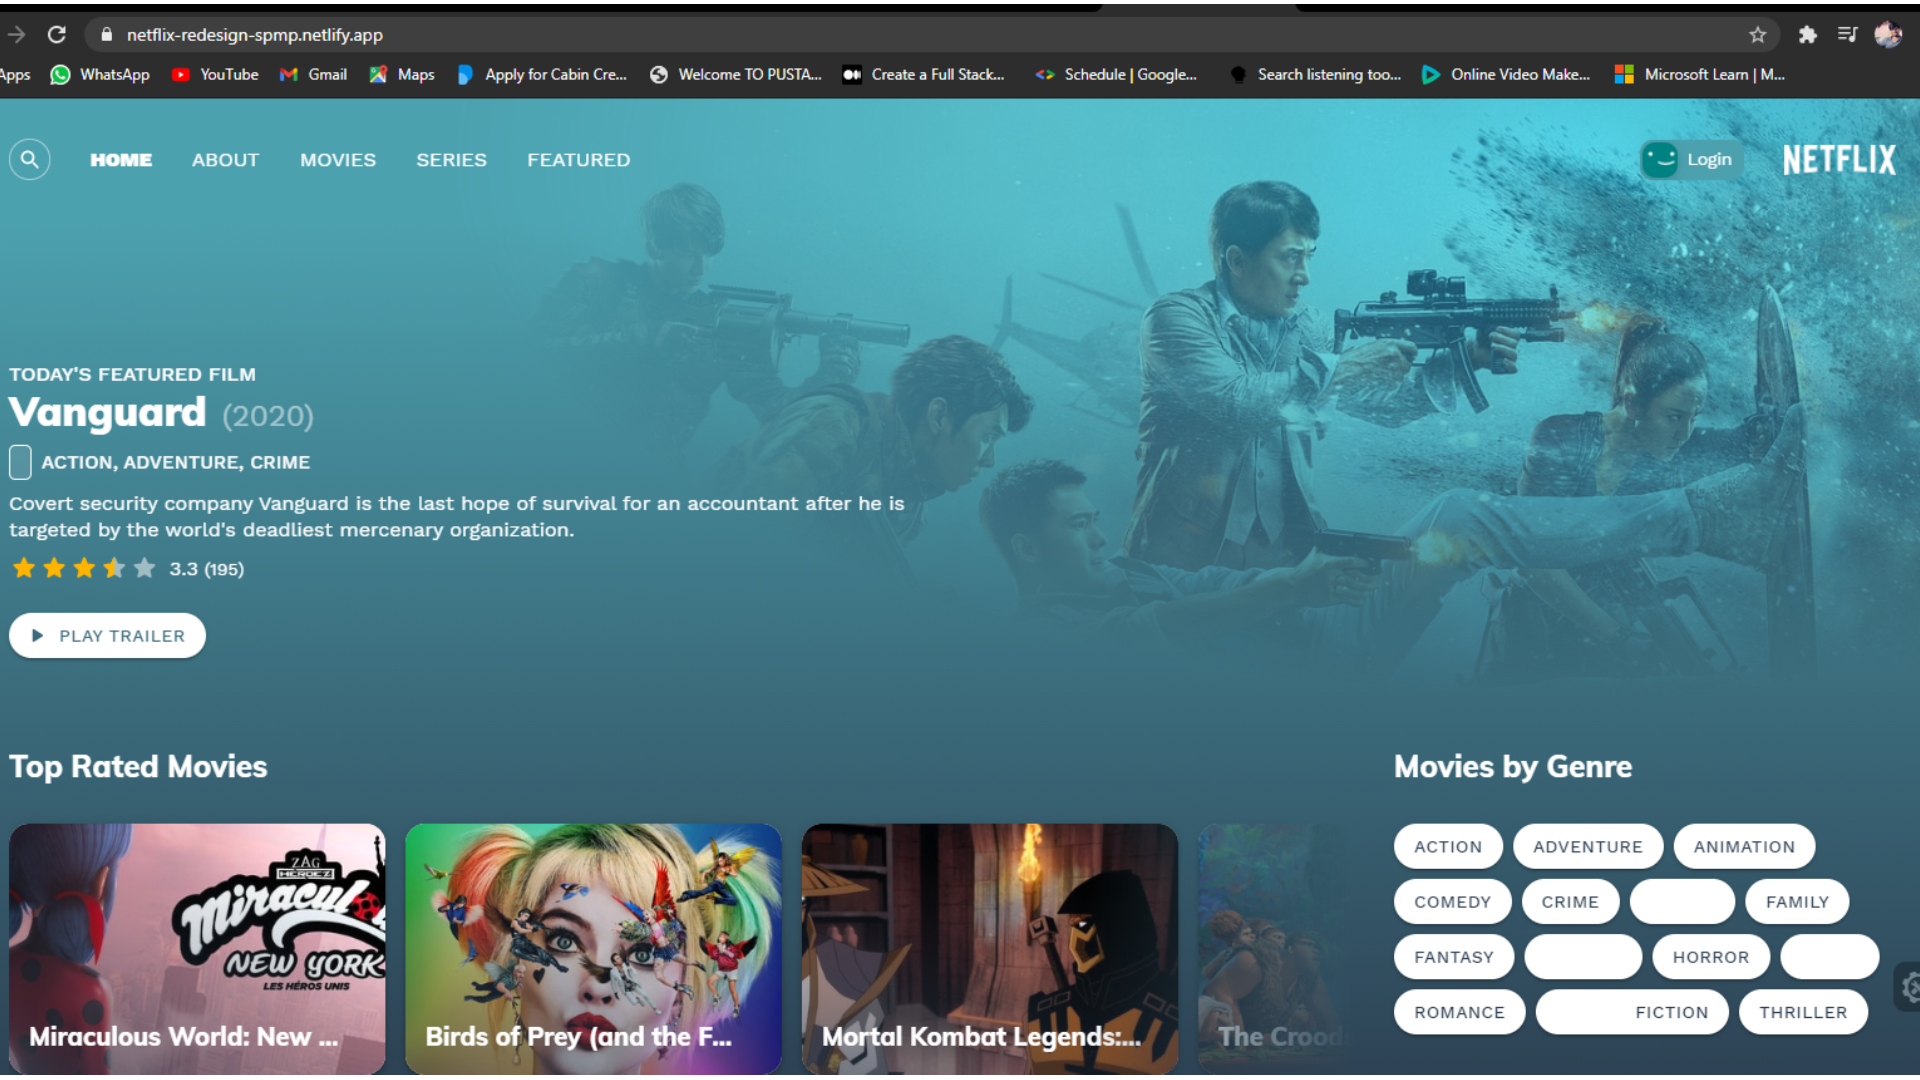 netflix-redesign-spmp.netlify.app
Apps WhatsApp YouTube Gmail Maps Apply for Cabin Cre... Welcome TO PUSTA... Create a Full Stack... Schedule | Google... Search listening too... Online Video Make... Microsoft Learn | M...
HOME ABOUT MOVIES SERIES FEATURED Login NETFLIX
TODAY'S FEATURED FILM
Vanguard (2020)
ACTION, ADVENTURE, CRIME
Covert security company Vanguard is the last hope of survival for an accountant after he is
targeted by the world's deadliest mercenary organization.
3.3 (195)
PLAY TRAILER
Top Rated Movies
ZAG
HEROEZ
Miraculous
NEW YORK
LES HÉROS UNIS
Miraculous World: New ...
Birds of Prey (and the F...
Mortal Kombat Legends:...
The Croods
Movies by Genre
ACTION ADVENTURE ANIMATION
COMEDY CRIME FAMILY
FANTASY HORROR
ROMANCE FICTION THRILLER